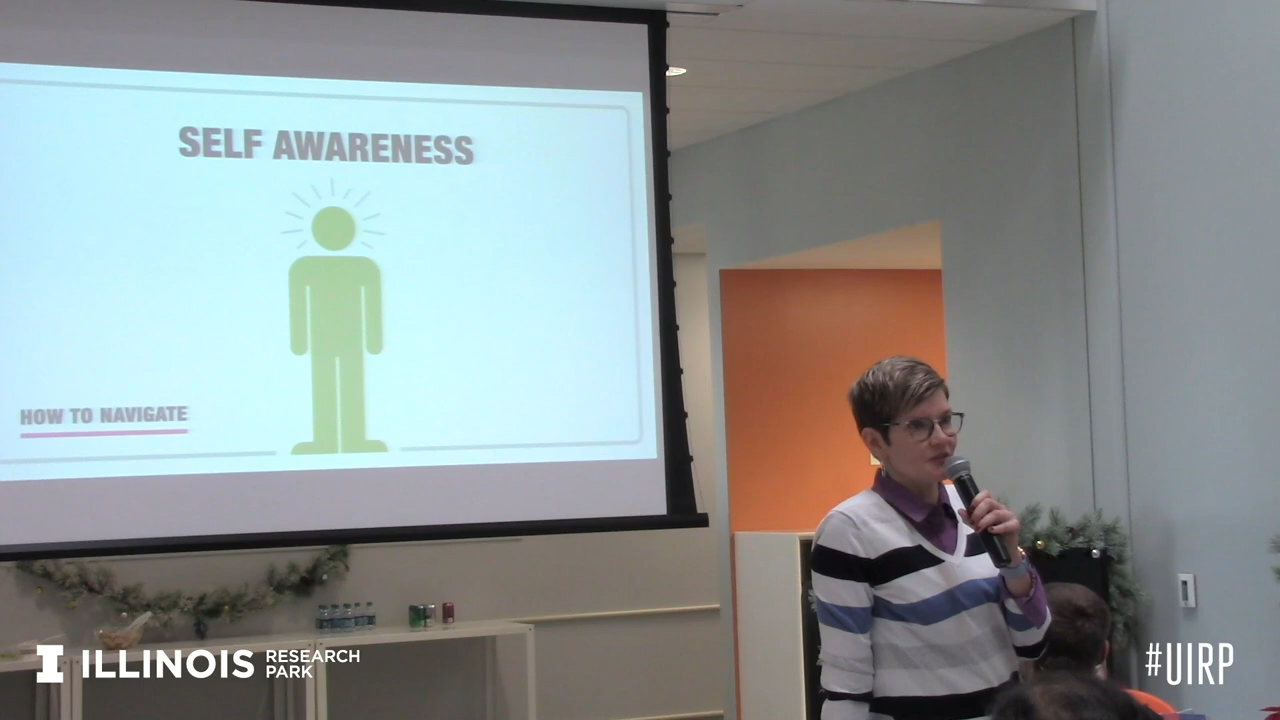 SELF AWARENESS
HOW TO NAVIGATE
ILLINOIS RESEARCH
PARK
#UIRP